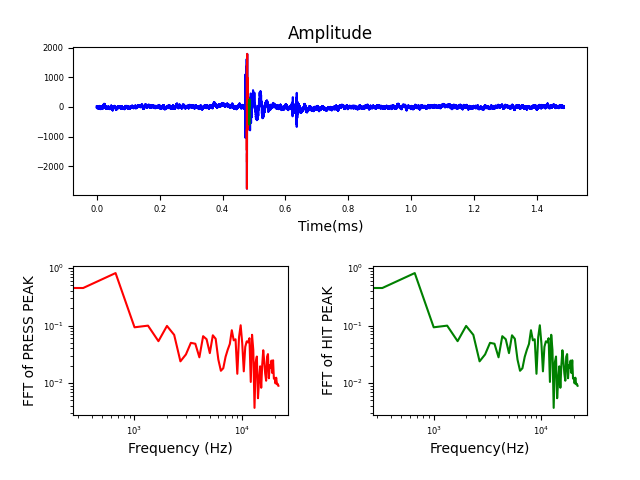 Amplitude
2000
1000
0
−1000
−2000
0.0 0.2 0.4 0.6 0.8 1.0 1.2 1.4
Time(ms)
FFT of PRESS PEAK
10⁰
10⁻¹
10⁻²
10³ 10⁴
Frequency (Hz)
FFT of HIT PEAK
10⁰
10⁻¹
10⁻²
10³ 10⁴
Frequency(Hz)